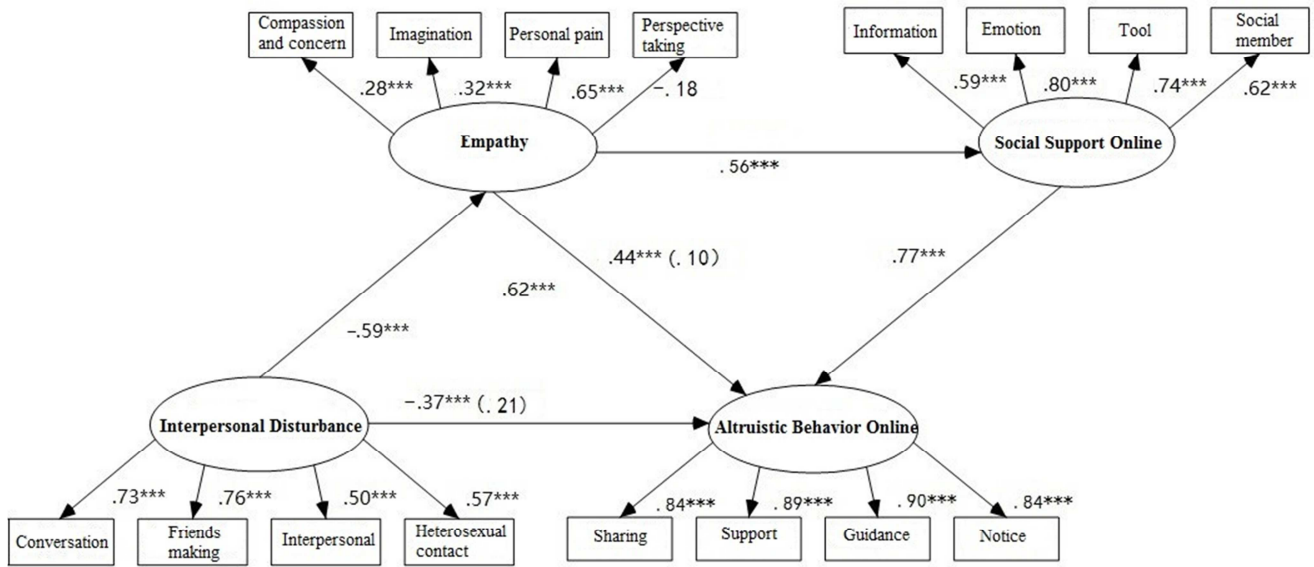 Compassion
and concern
Imagination
Personal pain
Perspective
taking
Information
Emotion
Tool
Social
member
.28***
.32***
.65***
-.18
.59***
.80***
.74***
.62***
Empathy
Social Support Online
.56***
.44*** (.10)
.77***
.62***
-.59***
-.37*** (.21)
Interpersonal Disturbance
Altruistic Behavior Online
.73***
.76***
.50***
.57***
.84***
.89***
.90***
.84***
Conversation
Friends
making
Interpersonal
Heterosexual
contact
Sharing
Support
Guidance
Notice